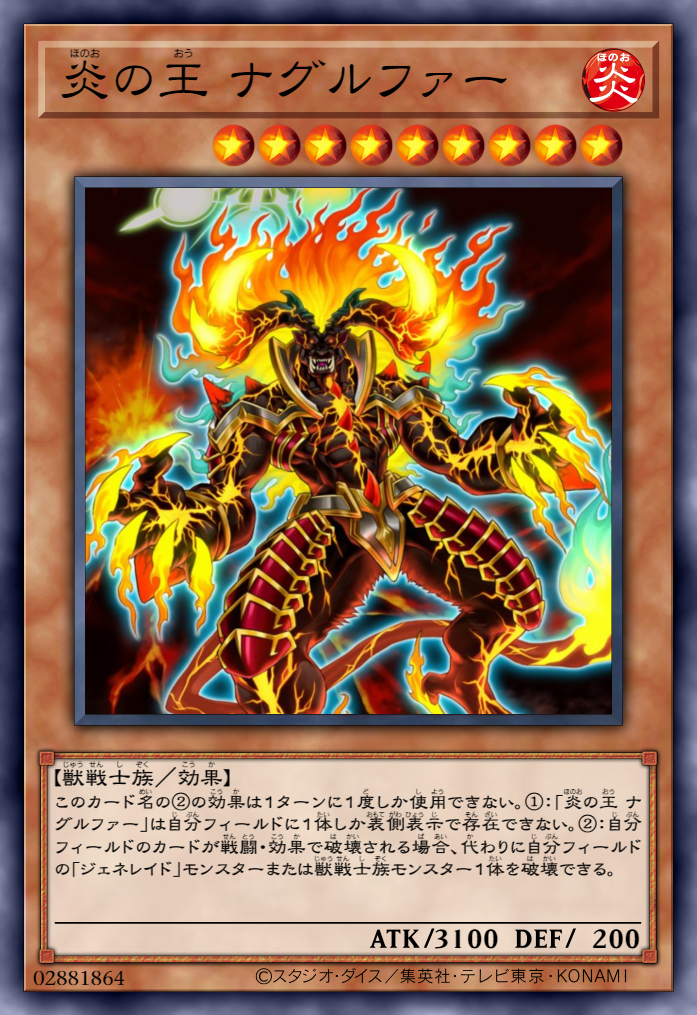 炎の王 ナグルファー
炎
【獣戦士族／効果】
このカード名の②の効果は1ターンに1度しか使用できない。①:「炎の王 ナ
グルファー」は自分フィールドに1体しか表側表示で存在できない。②:自分
フィールドのカードが戦闘・効果で破壊される場合、代わりに自分フィールド
の「ジェネレイド」モンスターまたは獣戦士族モンスター1体を破壊できる。
ATK/3100 DEF/ 200
02881864 ©スタジオ・ダイス／集英社・テレビ東京・KONAMI